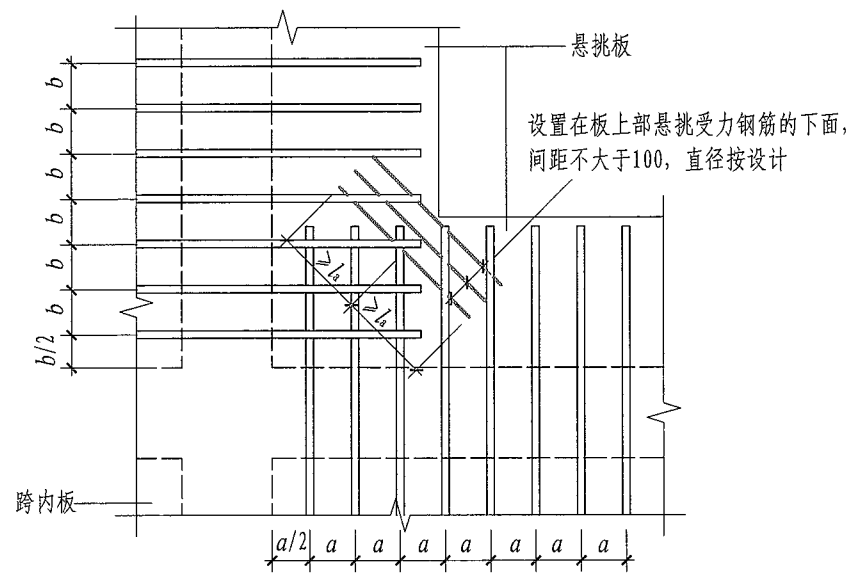 悬挑板
设置在板上部悬挑受力钢筋的下面，
间距不大于100，直径按设计
b
b
b
b
b
b
b/2
≥la
≥la
跨内板
a/2 a a a a a a a